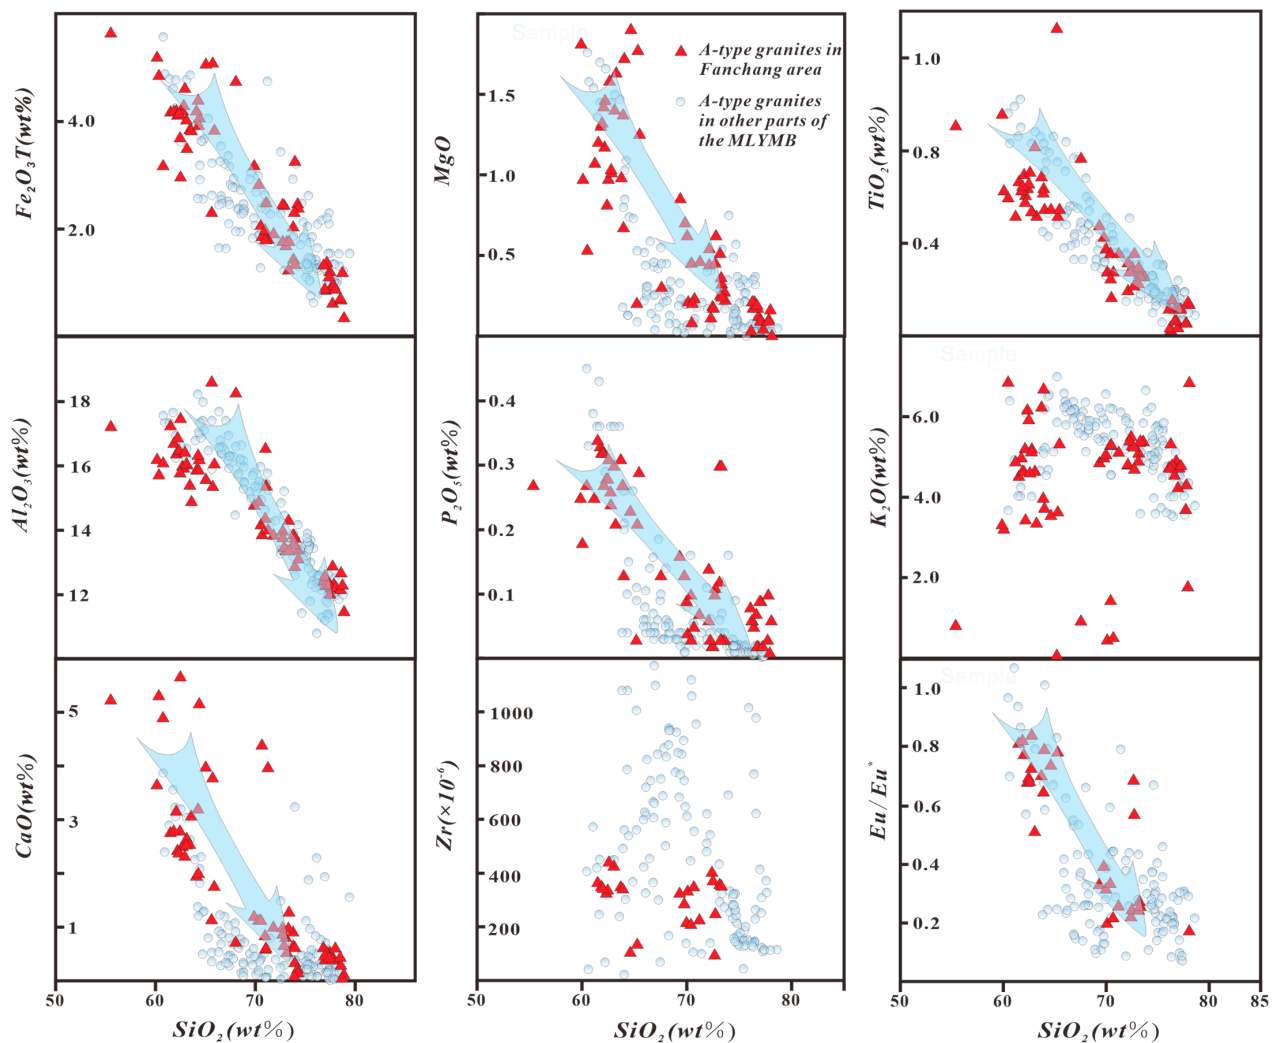 Sample
A-type granites in
Fanchang area
A-type granites
in other parts of
the MLYMB
Fe₂O₃T(wt%)
4.0
2.0
MgO
1.5
1.0
0.5
TiO₂(wt%)
1.0
0.8
0.4
Al₂O₃(wt%)
18
16
14
12
P₂O₅(wt%)
0.4
0.3
0.2
0.1
Sample
K₂O(wt%)
6.0
4.0
2.0
CaO(wt%)
5
3
1
50
60
70
80
SiO₂(wt%)
Zr(×10⁻⁶)
1000
800
600
400
200
50
60
70
80
SiO₂(wt%)
Sample
Eu/Eu*
1.0
0.8
0.6
0.4
0.2
50
60
70
80
85
SiO₂(wt%)